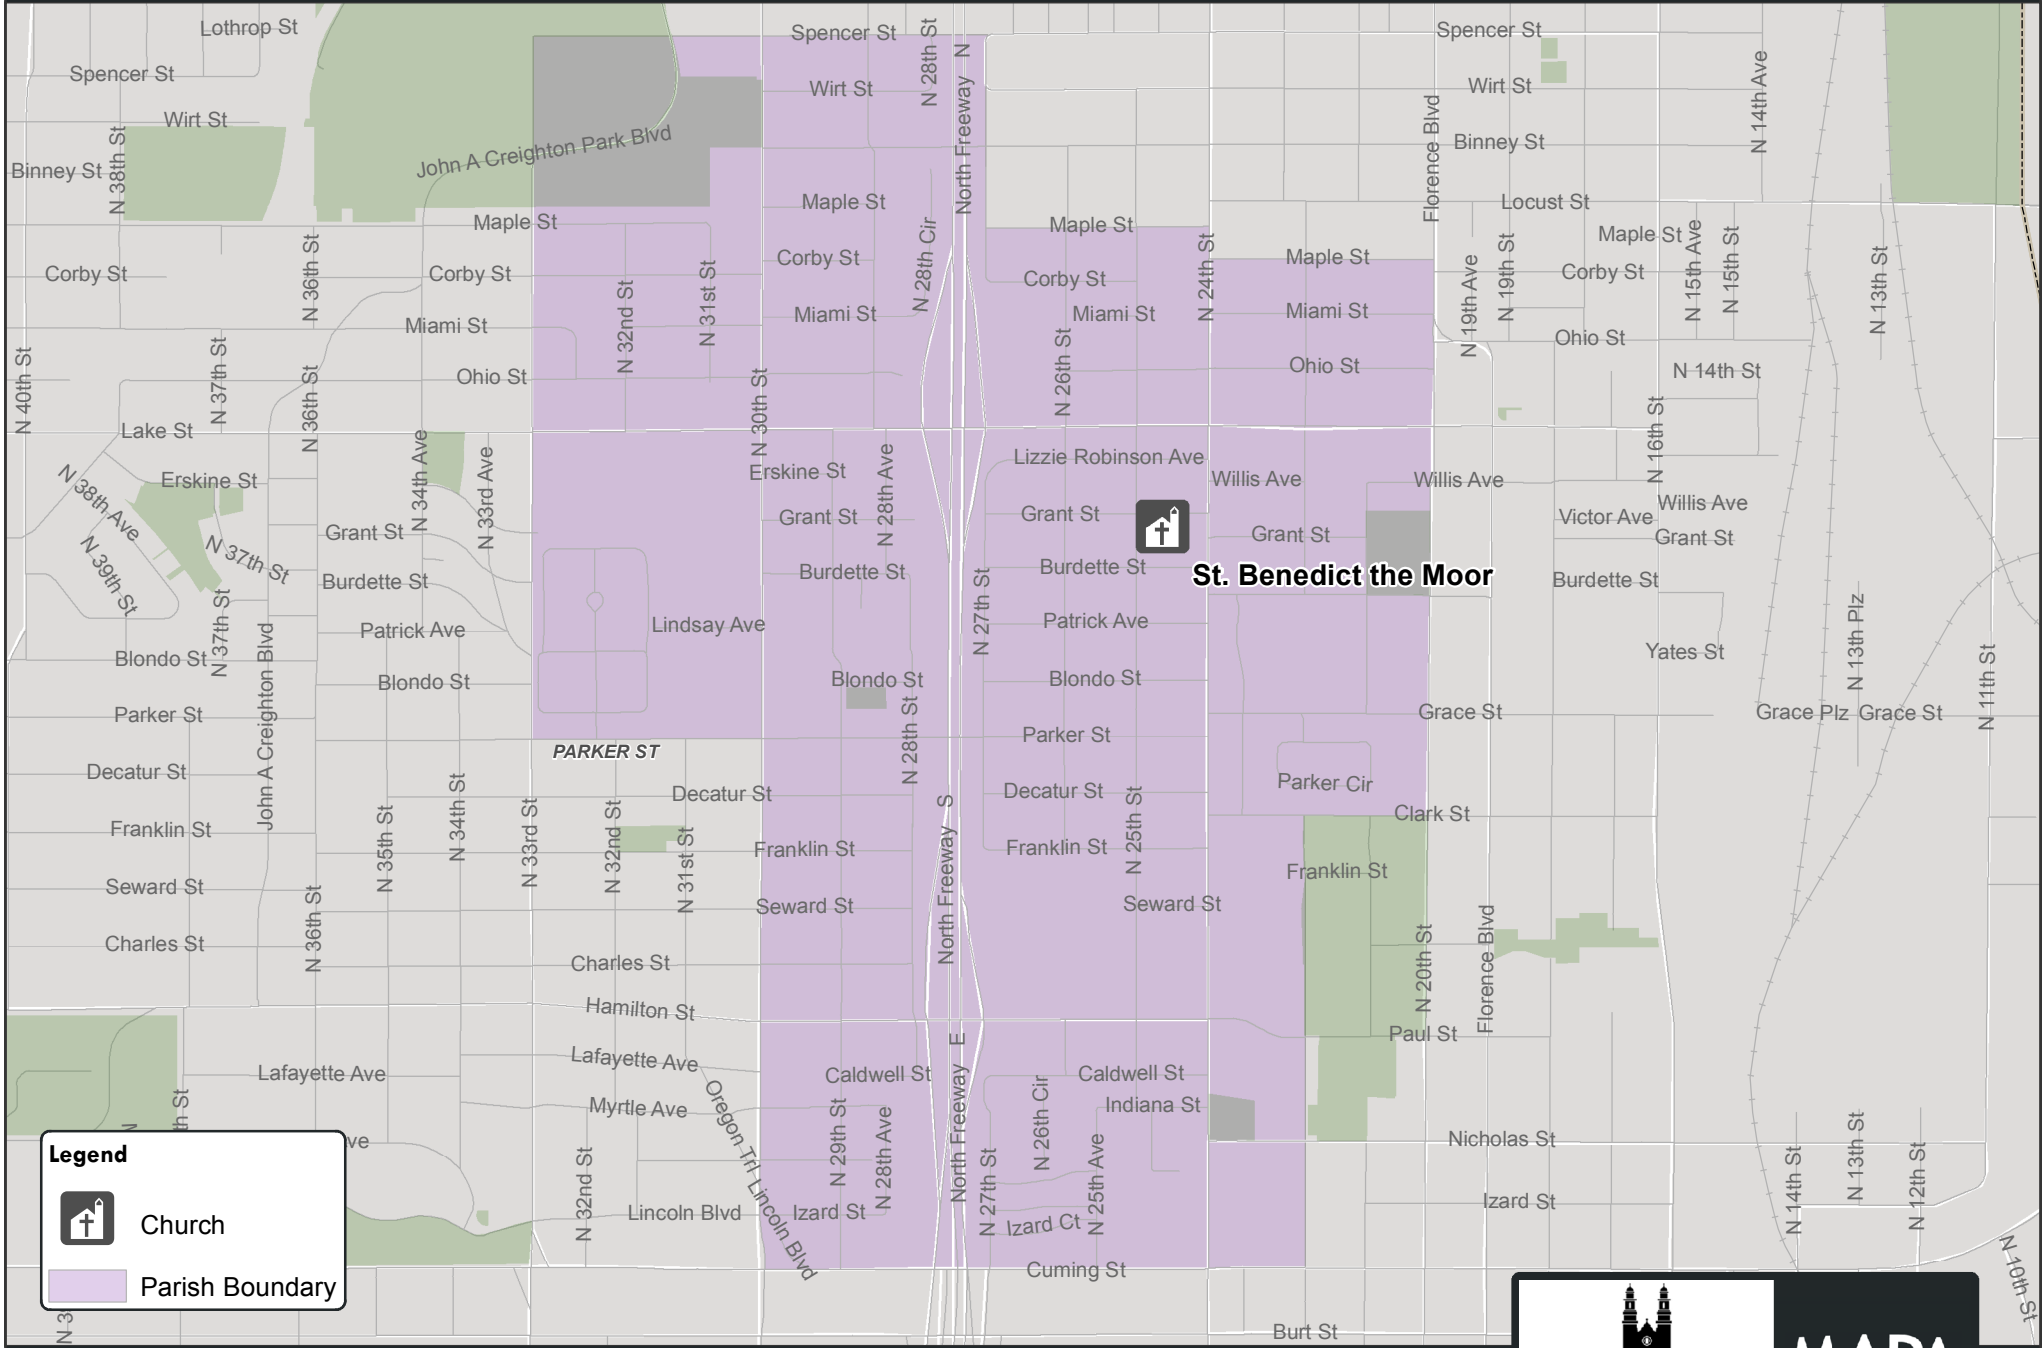 Lothrop St
Spencer St
N 28th St
N
Spencer St
Spencer St
Wirt St
North Freeway
Wirt St
N 14th Ave
Wirt St
John A Creighton Park Blvd
Florence Blvd
Binney St
Binney St
N 38th St
Maple St
Maple St
Locust St
Maple St
Maple St
Maple St
N 36th St
Corby St
Corby St
Corby St
N 28th Cir
Corby St
N 24th St
Corby St
N 19th Ave
N 19th St
N 15th Ave
N 15th St
N 13th St
Miami St
N 32nd St
N 31st St
Miami St
Miami St
Miami St
Ohio St
N 40th St
N 37th St
N 36th St
Ohio St
N 30th St
N 26th St
Ohio St
N 14th St
Lake St
N 34th Ave
N 33rd Ave
N 16th St
N 38th Ave
Erskine St
Erskine St
N 28th Ave
Lizzie Robinson Ave
Willis Ave
Willis Ave
Willis Ave
Grant St
Grant St
Grant St
Grant St
Victor Ave
Grant St
N 39th St
N 37th St
Burdette St
Burdette St
Burdette St
St. Benedict the Moor
Burdette St
N 37th St
Patrick Ave
Lindsay Ave
N 27th St
Patrick Ave
N 13th Plz
Blondo St
John A Creighton Blvd
Blondo St
Blondo St
Blondo St
Yates St
N 11th St
Parker St
PARKER ST
N 28th St
Parker St
Grace St
Grace Plz
Grace St
Decatur St
Decatur St
Decatur St
Parker Cir
N 35th St
N 34th St
N 33rd St
N 32nd St
N 31st St
S
North Freeway
N 25th St
Clark St
Franklin St
Franklin St
Franklin St
Franklin St
Seward St
N 36th St
Seward St
Seward St
Charles St
Charles St
N 20th St
Florence Blvd
Hamilton St
Paul St
Lafayette Ave
Lafayette Ave
Oregon Trl
Lincoln Blvd
Caldwell St
E
North Freeway
N 26th Cir
Caldwell St
th St
Myrtle Ave
N 29th St
N 28th Ave
Indiana St
ve
N 32nd St
N 27th St
N 25th Ave
Nicholas St
N 14th St
N 13th St
N 12th St
Lincoln Blvd
Izard St
Izard Ct
Izard St
Cuming St
N 10th St
Burt St
Legend
Church
Parish Boundary
N 3